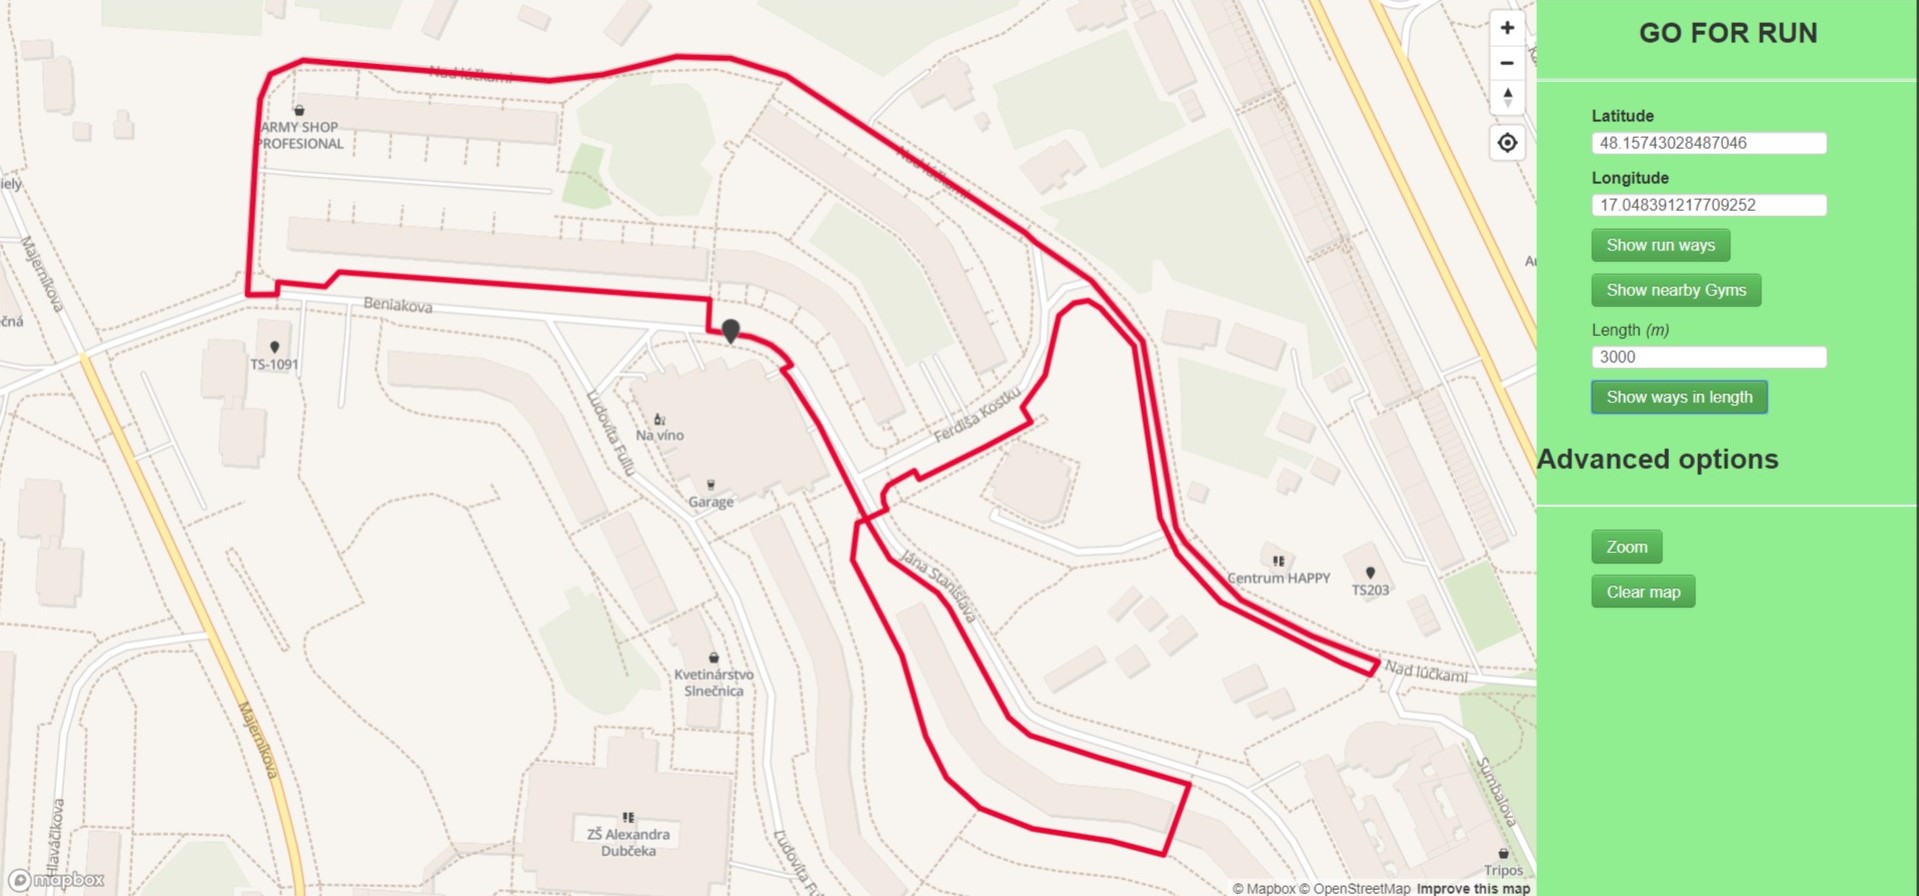 Nad lúčkami
ARMY SHOP
PROFESIONAL
Nad lúčkami
iely
Majerníkova
čná
Beniakova
TS-1091
Ľudovíta Fullu
Na víno
Garage
Ferdiša Kostku
Jána Stanislava
Centrum HAPPY
TS203
Nad lúčkami
Kvetinárstvo
Slnečnica
Majerníkova
Hlaváčikova
ZŠ Alexandra
Dubčeka
Ľudovíta Fu
Sumbalova
Tripos
mapbox
© Mapbox © OpenStreetMap Improve this map
GO FOR RUN
Latitude
48.15743028487046
Longitude
17.048391217709252
Show run ways
Show nearby Gyms
Length (m)
3000
Show ways in length
Advanced options
Zoom
Clear map